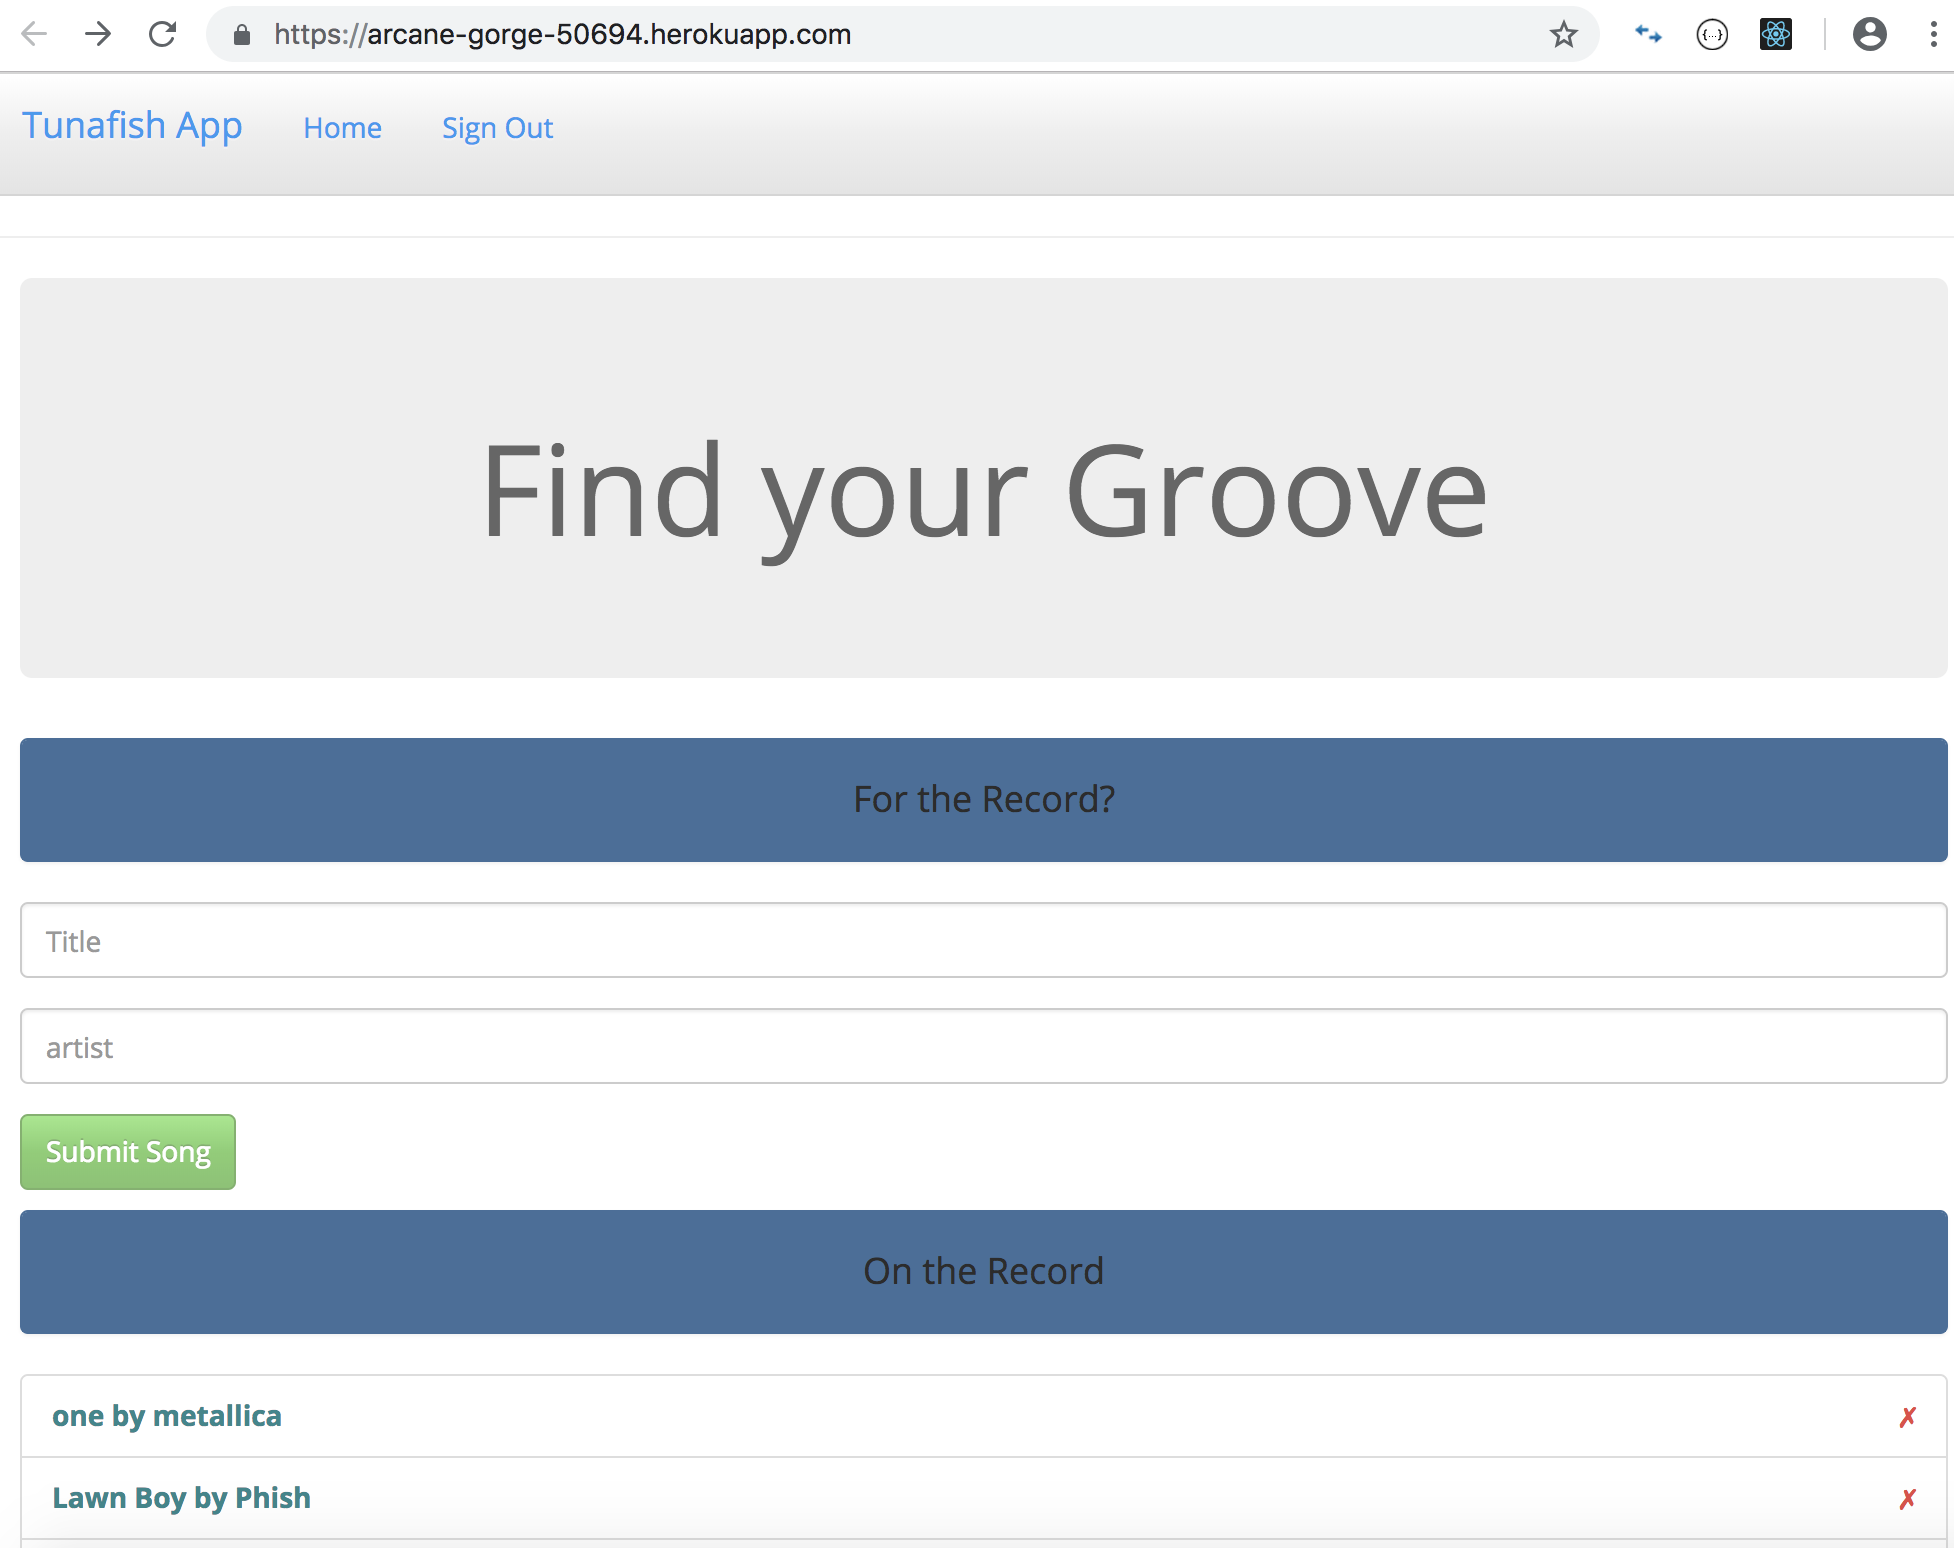 https://arcane-gorge-50694.herokuapp.com
{...}
Tunafish App Home Sign Out
Find your Groove
For the Record?
Title
artist
Submit Song
On the Record
one by metallica ✗
Lawn Boy by Phish ✗